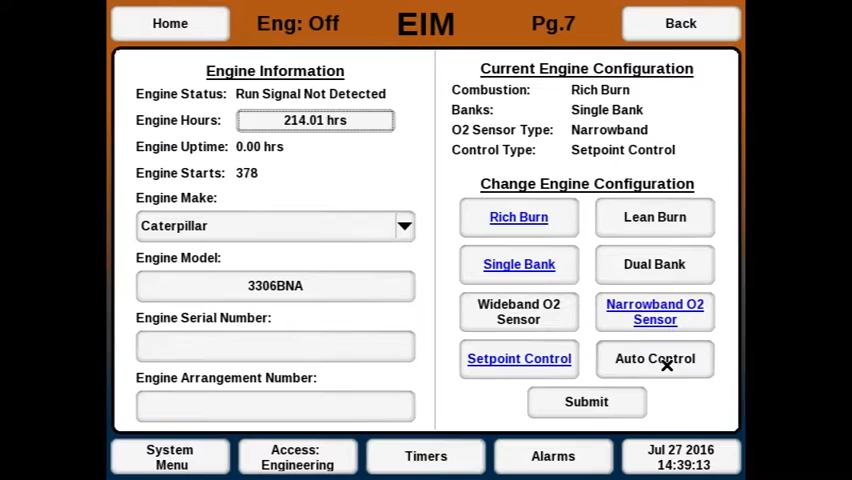 Home
Eng: Off
EIM
Pg.7
Back
Engine Information
Engine Status: Run Signal Not Detected
Engine Hours: 214.01 hrs
Engine Uptime: 0.00 hrs
Engine Starts: 378
Engine Make:
Caterpillar
Engine Model:
3306BNA
Engine Serial Number:
Engine Arrangement Number:
Current Engine Configuration
Combustion: Rich Burn
Banks: Single Bank
O2 Sensor Type: Narrowband
Control Type: Setpoint Control
Change Engine Configuration
Rich Burn
Lean Burn
Single Bank
Dual Bank
Wideband O2
Sensor
Narrowband O2
Sensor
Setpoint Control
Auto Control
Submit
System
Menu
Access:
Engineering
Timers
Alarms
Jul 27 2016
14:39:13